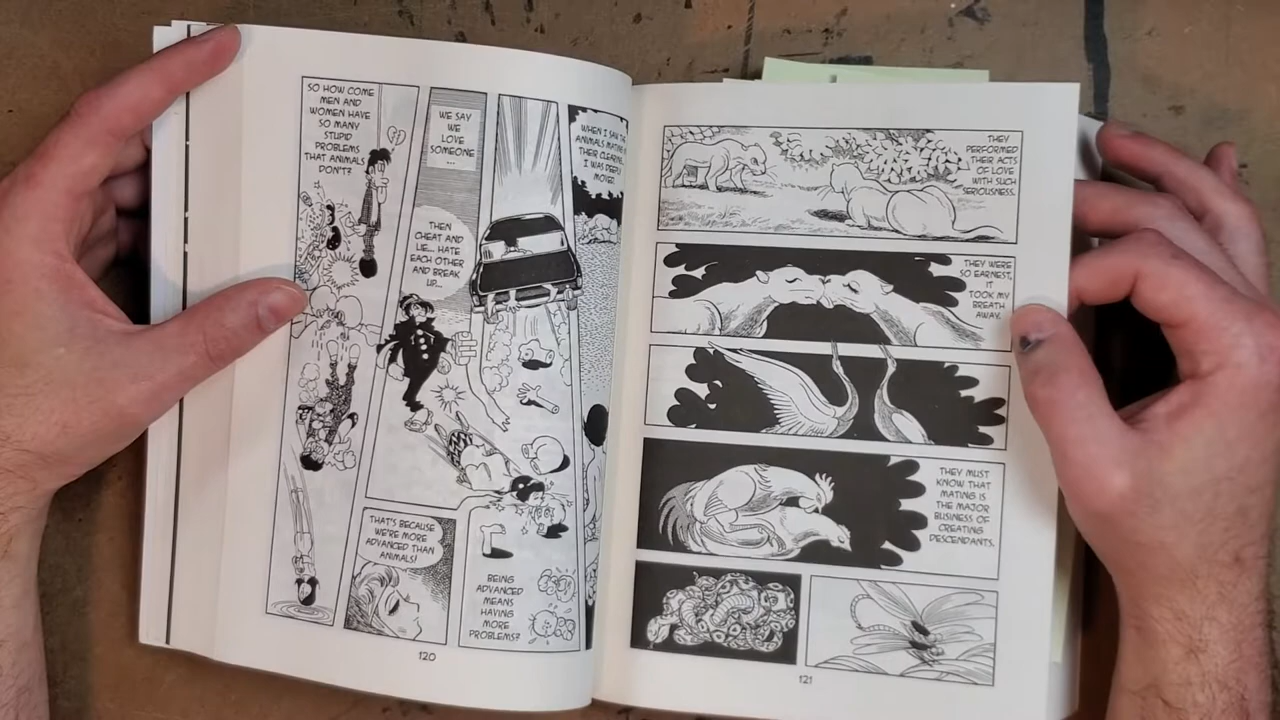 SO HOW COME
MEN AND
WOMEN HAVE
SO MANY
STUPID
PROBLEMS
THAT ANIMALS
DON'T?
WE SAY
WE
LOVE
SOMEONE
...
THEN
CHEAT AND
LIE... HATE
EACH OTHER
AND BREAK
UP...
THAT'S BECAUSE
WE'RE MORE
ADVANCED THAN
ANIMALS!
BEING
ADVANCED
MEANS
HAVING
MORE
PROBLEMS?
WHEN I SAW THE
ANIMALS MATING
THEIR CLEARING,
I WAS DEEPLY
120
THEY
PERFORMED
THEIR ACTS
OF LOVE
WITH SUCH
SERIOUSNESS.
THEY WERE
SO EARNEST,
IT
TOOK MY
BREATH
AWAY.
THEY MUST
KNOW THAT
MATING IS
THE MAJOR
BUSINESS OF
CREATING
DESCENDANTS.
121